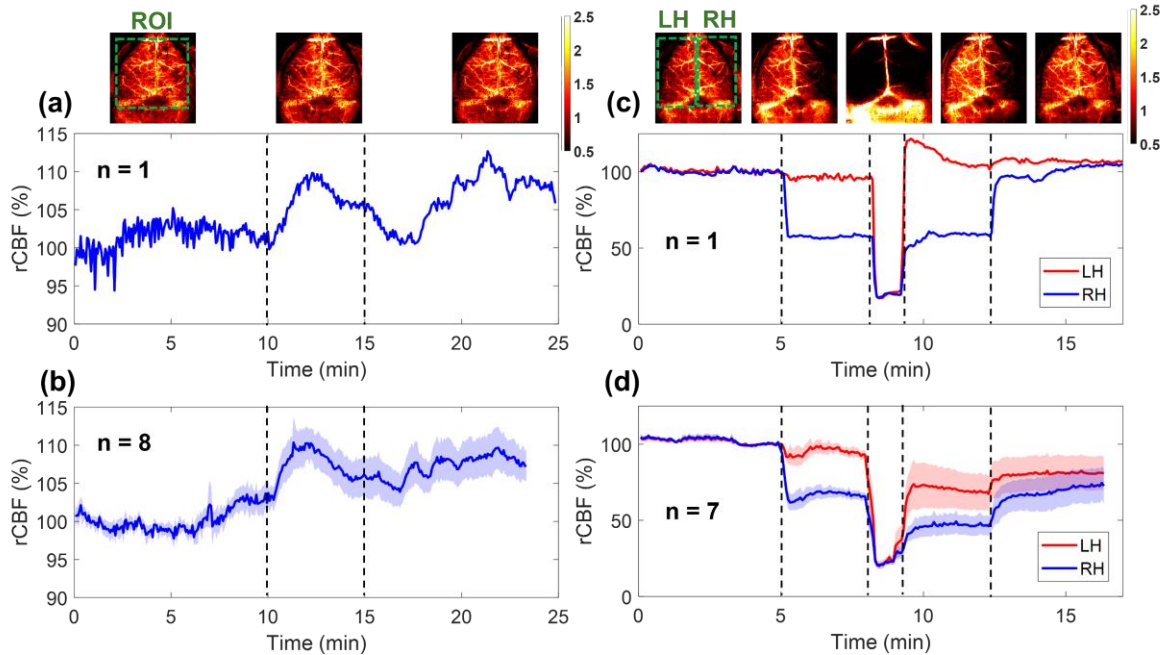 ROI
LH RH
2.5
2
1.5
1
0.5
2.5
2
1.5
1
0.5
(a)
n = 1
rCBF (%)
115
110
105
100
95
90
0 5 10 15 20 25
Time (min)
(c)
n = 1
rCBF (%)
100
50
0
0 5 10 15
Time (min)
LH
RH
(b)
n = 8
rCBF (%)
115
110
105
100
95
90
0 5 10 15 20 25
Time (min)
(d)
n = 7
rCBF (%)
100
50
0
0 5 10 15
Time (min)
LH
RH